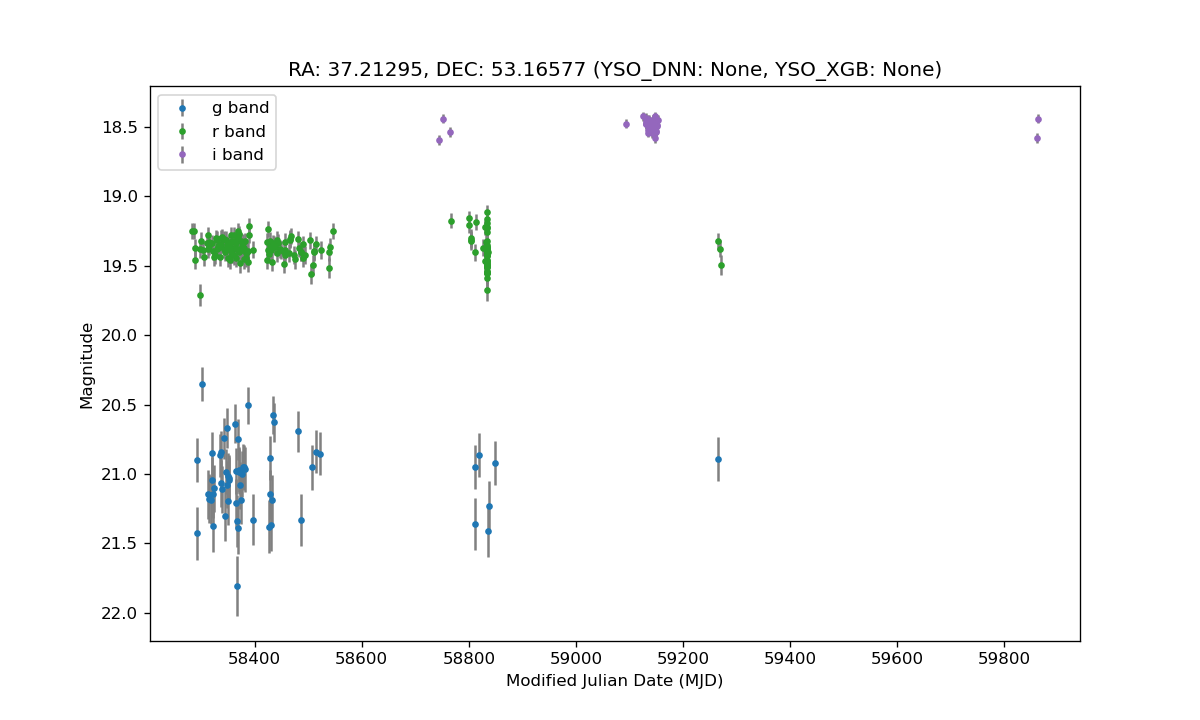 RA: 37.21295, DEC: 53.16577 (YSO_DNN: None, YSO_XGB: None)
g band
r band
i band
18.5
19.0
19.5
20.0
20.5
21.0
21.5
22.0
Magnitude
58400 58600 58800 59000 59200 59400 59600 59800
Modified Julian Date (MJD)